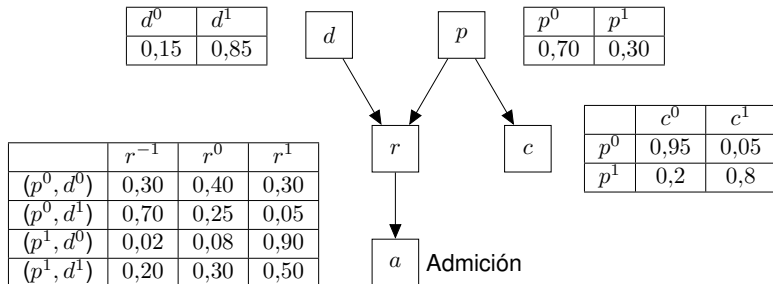 d⁰ d¹
0,15 0,85
d
p
p⁰ p¹
0,70 0,30
r⁻¹ r⁰ r¹
(p⁰, d⁰) 0,30 0,40 0,30
(p⁰, d¹) 0,70 0,25 0,05
(p¹, d⁰) 0,02 0,08 0,90
(p¹, d¹) 0,20 0,30 0,50
r
c
c⁰ c¹
p⁰ 0,95 0,05
p¹ 0,2 0,8
a Admición